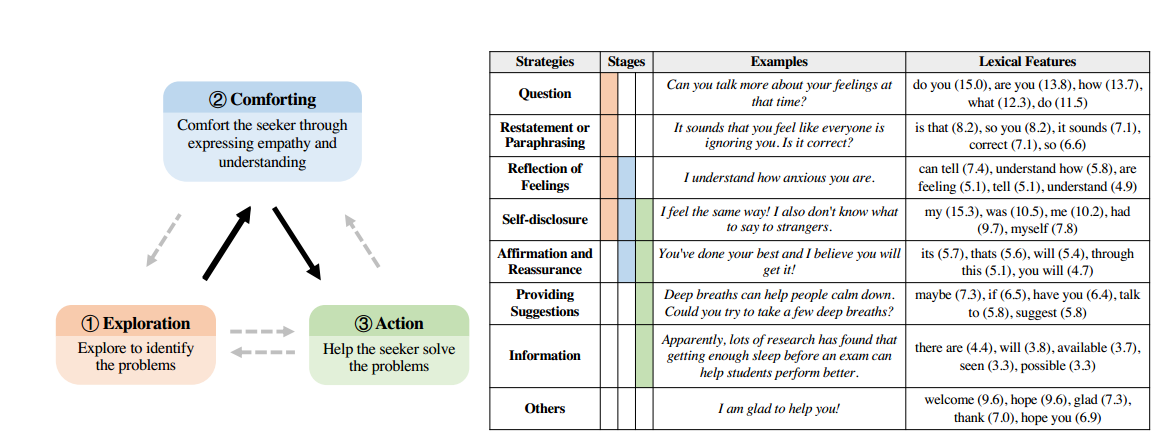 ② Comforting
Comfort the seeker through
expressing empathy and
understanding
① Exploration
Explore to identify
the problems
③ Action
Help the seeker solve
the problems
Strategies Stages Examples Lexical Features
Question
Can you talk more about your feelings at
that time?
do you (15.0), are you (13.8), how (13.7),
what (12.3), do (11.5)
Restatement or
Paraphrasing
It sounds that you feel like everyone is
ignoring you. Is it correct?
is that (8.2), so you (8.2), it sounds (7.1),
correct (7.1), so (6.6)
Reflection of
Feelings
I understand how anxious you are.
can tell (7.4), understand how (5.8), are
feeling (5.1), tell (5.1), understand (4.9)
Self-disclosure
I feel the same way! I also don't know what
to say to strangers.
my (15.3), was (10.5), me (10.2), had
(9.7), myself (7.8)
Affirmation and
Reassurance
You've done your best and I believe you will
get it!
its (5.7), thats (5.6), will (5.4), through
this (5.1), you will (4.7)
Providing
Suggestions
Deep breaths can help people calm down.
Could you try to take a few deep breaths?
maybe (7.3), if (6.5), have you (6.4), talk
to (5.8), suggest (5.8)
Information
Apparently, lots of research has found that
getting enough sleep before an exam can
help students perform better.
there are (4.4), will (3.8), available (3.7),
seen (3.3), possible (3.3)
Others
I am glad to help you!
welcome (9.6), hope (9.6), glad (7.3),
thank (7.0), hope you (6.9)